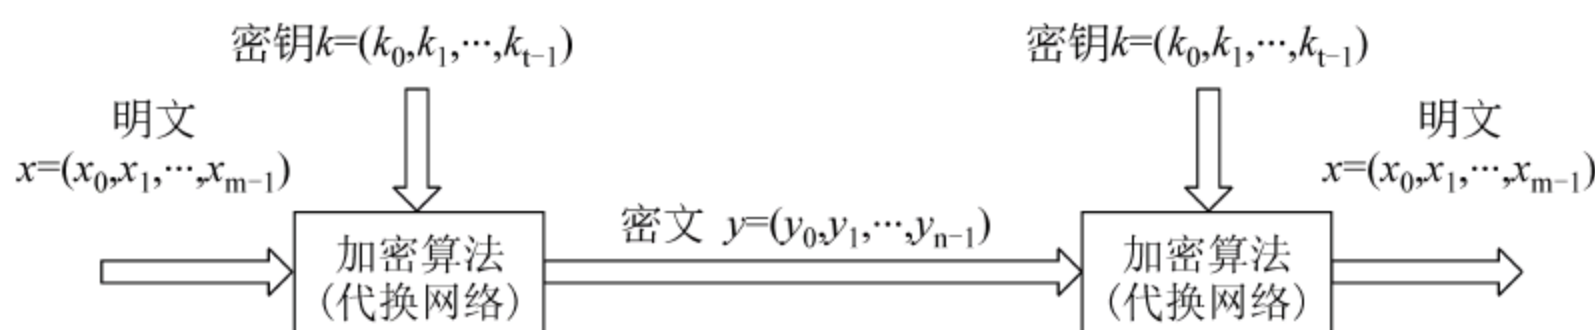 密钥k=(k0,k1,···,kt-1)
密钥k=(k0,k1,···,kt-1)
明文
x=(x0,x1,···,xm-1)
明文
x=(x0,x1,···,xm-1)
加密算法
(代换网络)
密文 y=(y0,y1,···,yn-1)
加密算法
(代换网络)